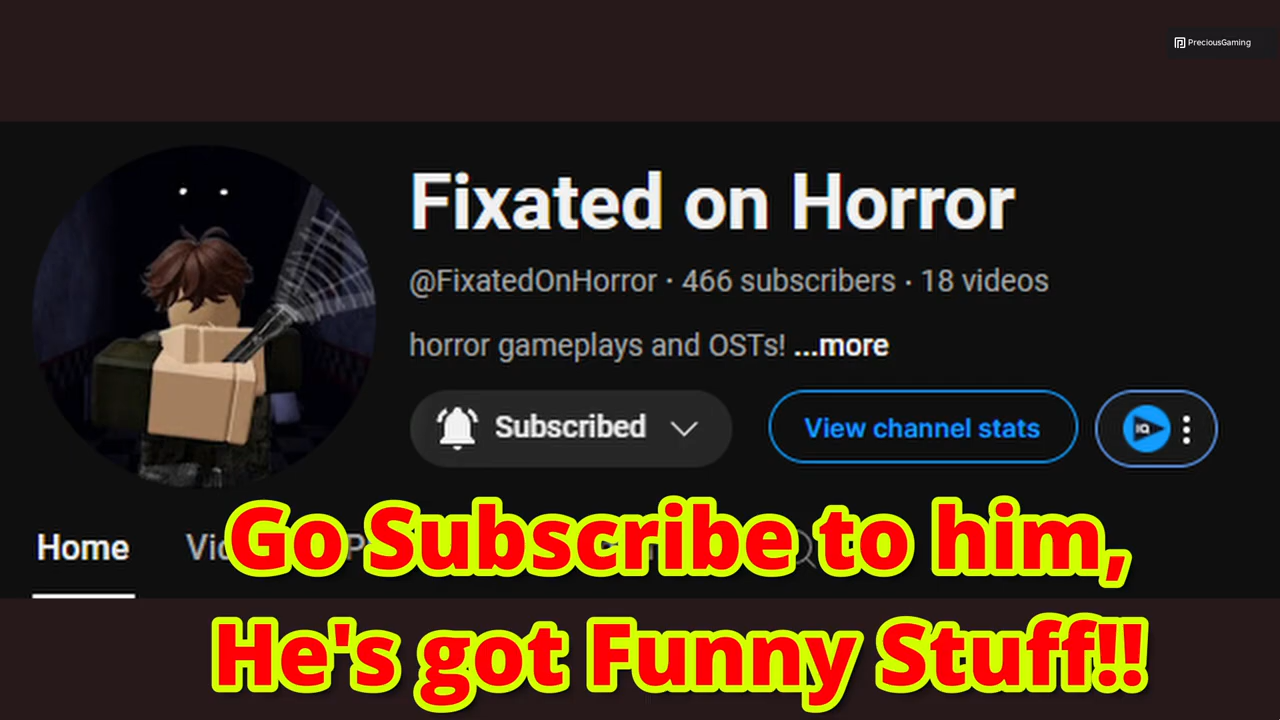 PreciousGaming
Fixated on Horror
@FixatedOnHorror · 466 subscribers · 18 videos
horror gameplays and OSTs! ...more
Subscribed
View channel stats
IQ
Home
Go Subscribe to him,
He's got Funny Stuff!!